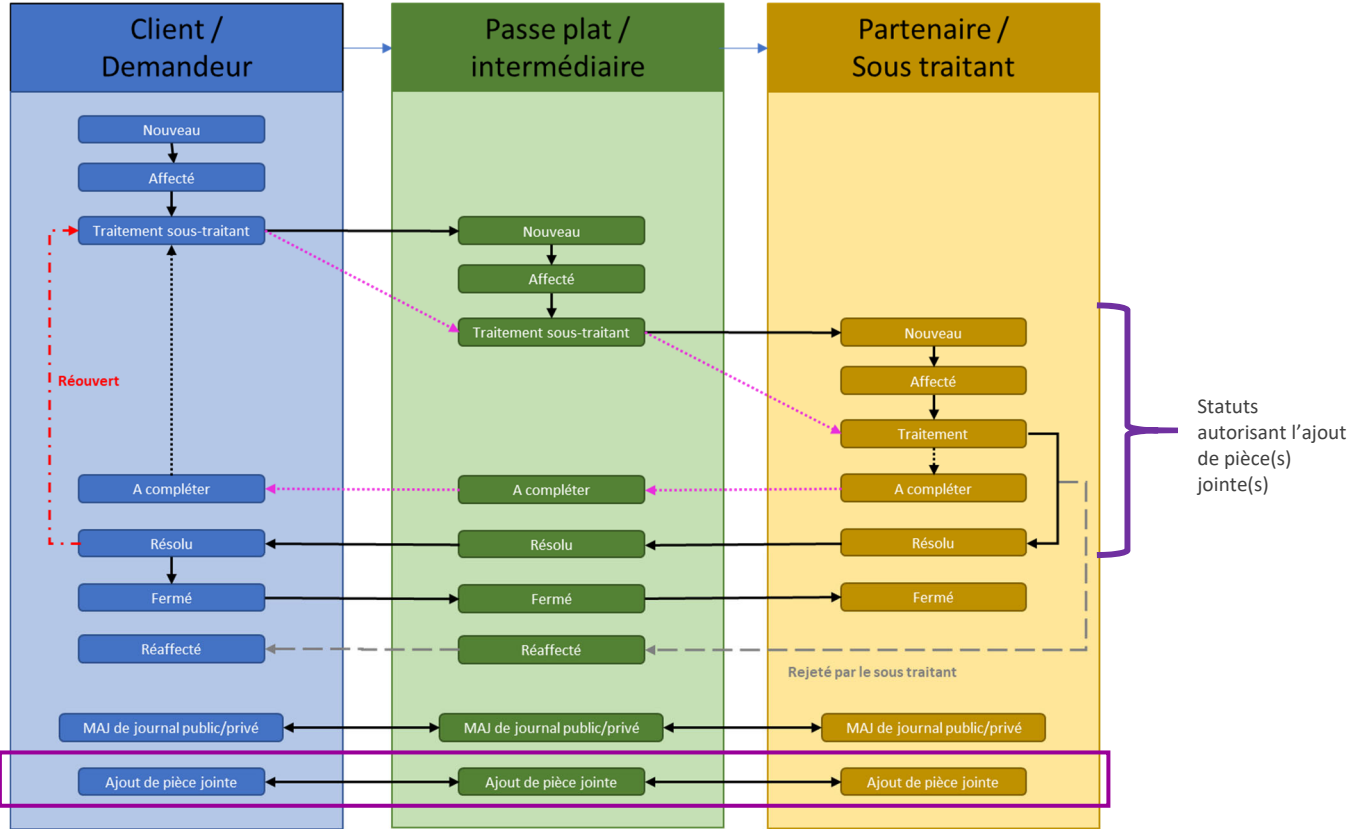 Client /
Demandeur
Passe plat /
intermédiaire
Partenaire /
Sous traitant
Nouveau
Affecté
Traitement sous-traitant
Nouveau
Affecté
Traitement sous-traitant
Nouveau
Réouvert
Affecté
Traitement
Statuts
autorisant l’ajout
de pièce(s)
jointe(s)
A compléter
A compléter
A compléter
Résolu
Résolu
Résolu
Fermé
Fermé
Fermé
Réaffecté
Réaffecté
Rejeté par le sous traitant
MAJ de journal public/privé
MAJ de journal public/privé
MAJ de journal public/privé
Ajout de pièce jointe
Ajout de pièce jointe
Ajout de pièce jointe